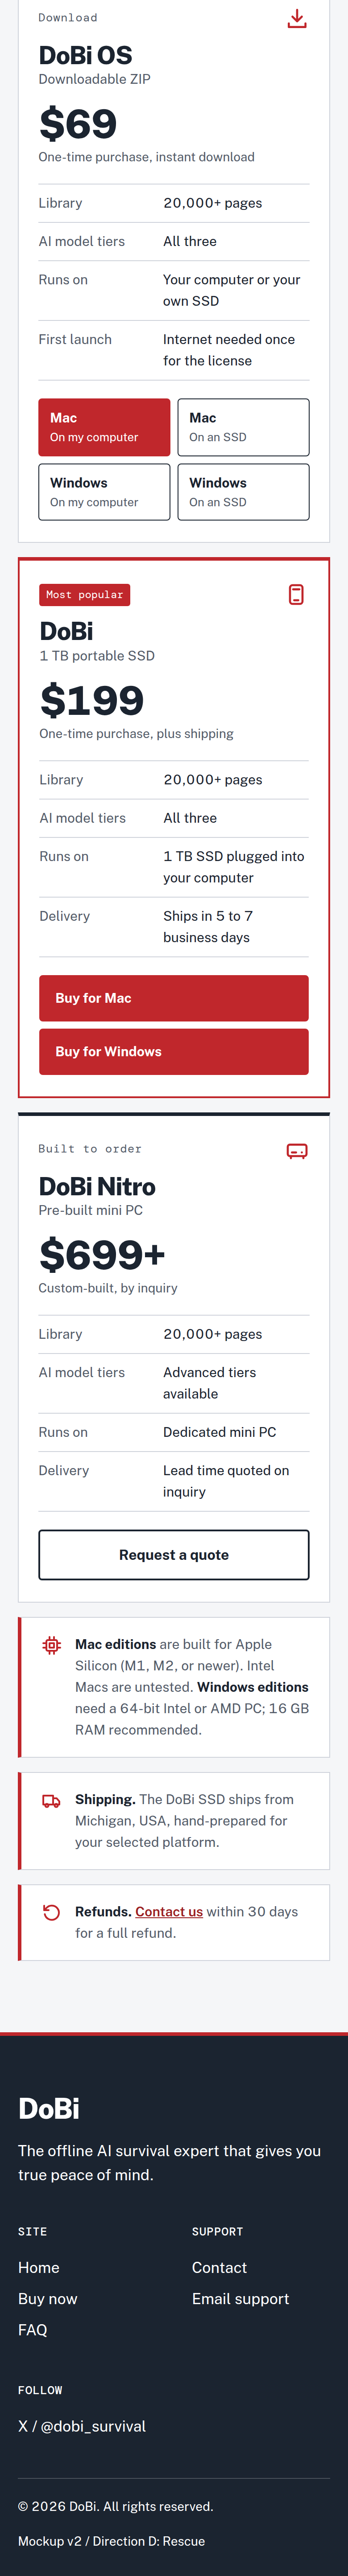 Download
DoBi OS
Downloadable ZIP
$69
One-time purchase, instant download
Library 20,000+ pages
AI model tiers All three
Runs on Your computer or your
own SSD
First launch Internet needed once
for the license
Mac
On my computer
Mac
On an SSD
Windows
On my computer
Windows
On an SSD
Most popular
DoBi
1 TB portable SSD
$199
One-time purchase, plus shipping
Library 20,000+ pages
AI model tiers All three
Runs on 1 TB SSD plugged into
your computer
Delivery Ships in 5 to 7
business days
Buy for Mac
Buy for Windows
Built to order
DoBi Nitro
Pre-built mini PC
$699+
Custom-built, by inquiry
Library 20,000+ pages
AI model tiers Advanced tiers
available
Runs on Dedicated mini PC
Delivery Lead time quoted on
inquiry
Request a quote
Mac editions are built for Apple
Silicon (M1, M2, or newer). Intel
Macs are untested. Windows editions
need a 64-bit Intel or AMD PC; 16 GB
RAM recommended.
Shipping. The DoBi SSD ships from
Michigan, USA, hand-prepared for
your selected platform.
Refunds. Contact us within 30 days
for a full refund.
DoBi
The offline AI survival expert that gives you
true peace of mind.
SITE
Home
Buy now
FAQ
SUPPORT
Contact
Email support
FOLLOW
X / @dobi_survival
© 2026 DoBi. All rights reserved.
Mockup v2 / Direction D: Rescue